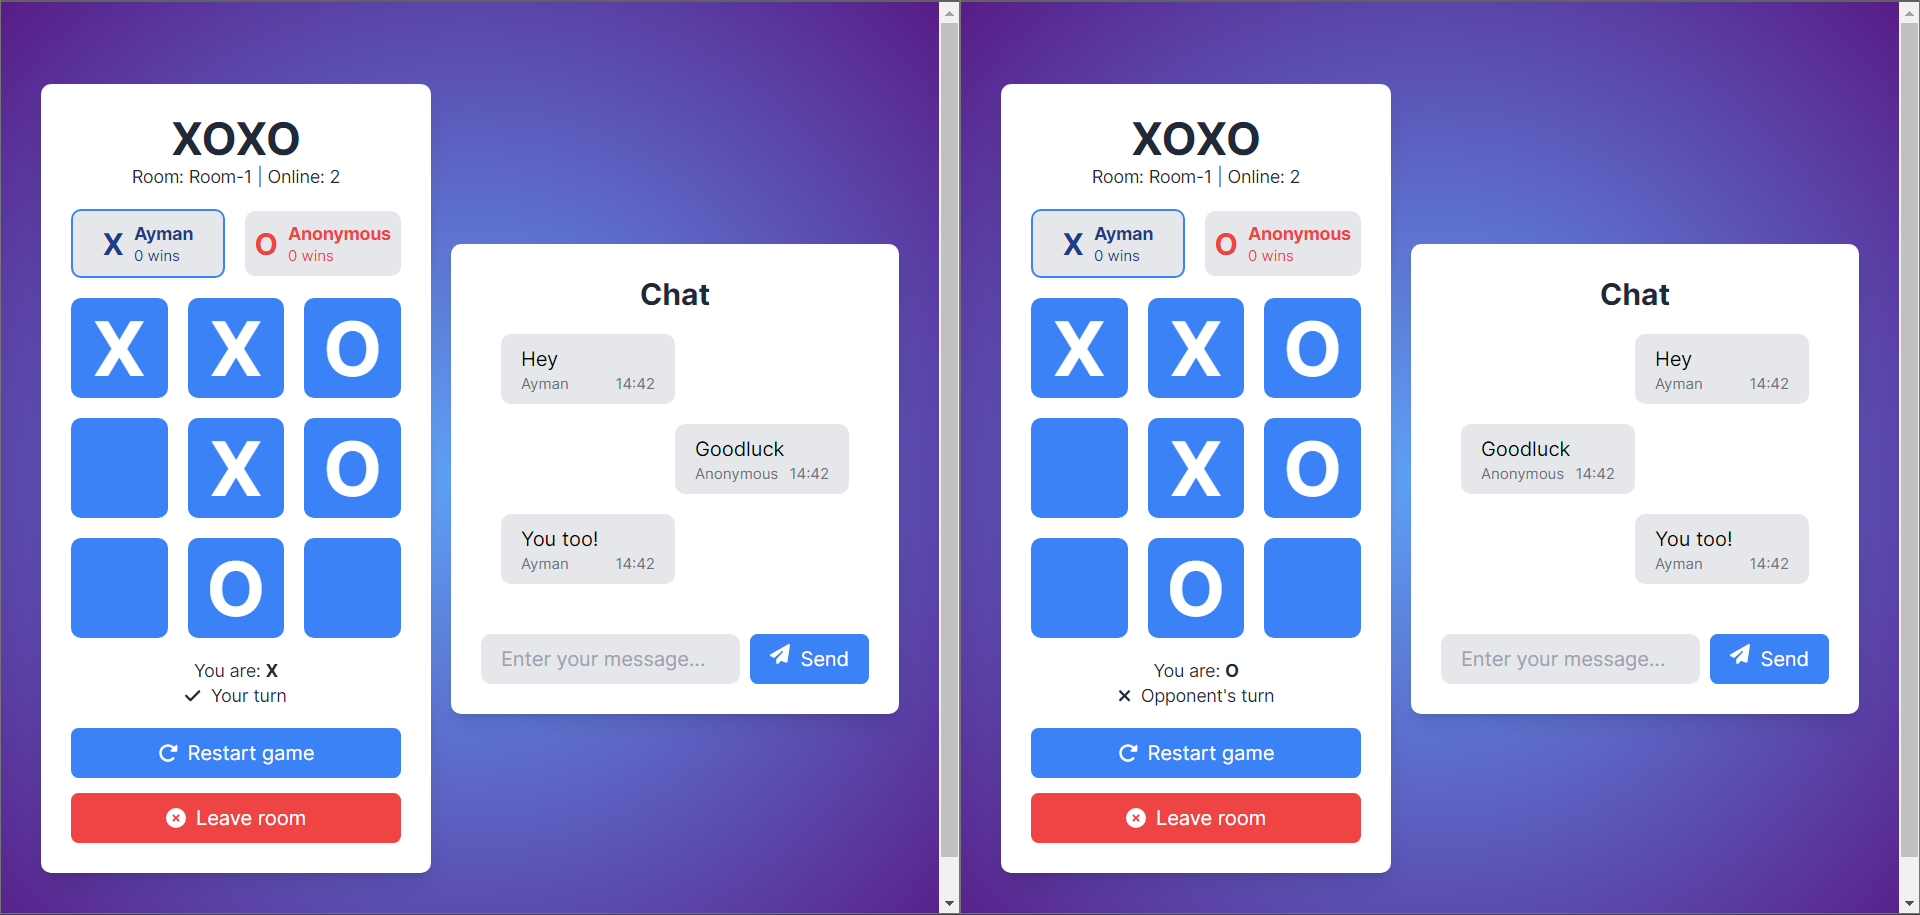 XOXO
Room: Room-1 | Online: 2
X Ayman
0 wins
O Anonymous
0 wins
X X O
X O
O
You are: X
Your turn
Restart game
Leave room
Chat
Hey
Ayman 14:42
Goodluck
Anonymous 14:42
You too!
Ayman 14:42
Enter your message...
Send
XOXO
Room: Room-1 | Online: 2
X Ayman
0 wins
O Anonymous
0 wins
X X O
X O
O
You are: O
Opponent's turn
Restart game
Leave room
Chat
Hey
Ayman 14:42
Goodluck
Anonymous 14:42
You too!
Ayman 14:42
Enter your message...
Send